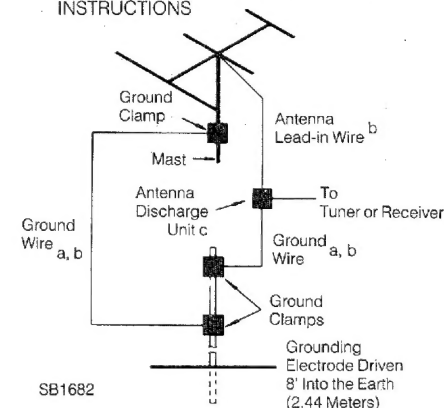 INSTRUCTIONS
Ground
Clamp
Mast
Antenna
Lead-in Wire b
Antenna
Discharge
Unit c
To
Tuner or Receiver
Ground
Wire a, b
Ground
Wire a, b
Ground
Clamps
Grounding
Electrode Driven
8' Into the Earth
(2.44 Meters)
SB1682